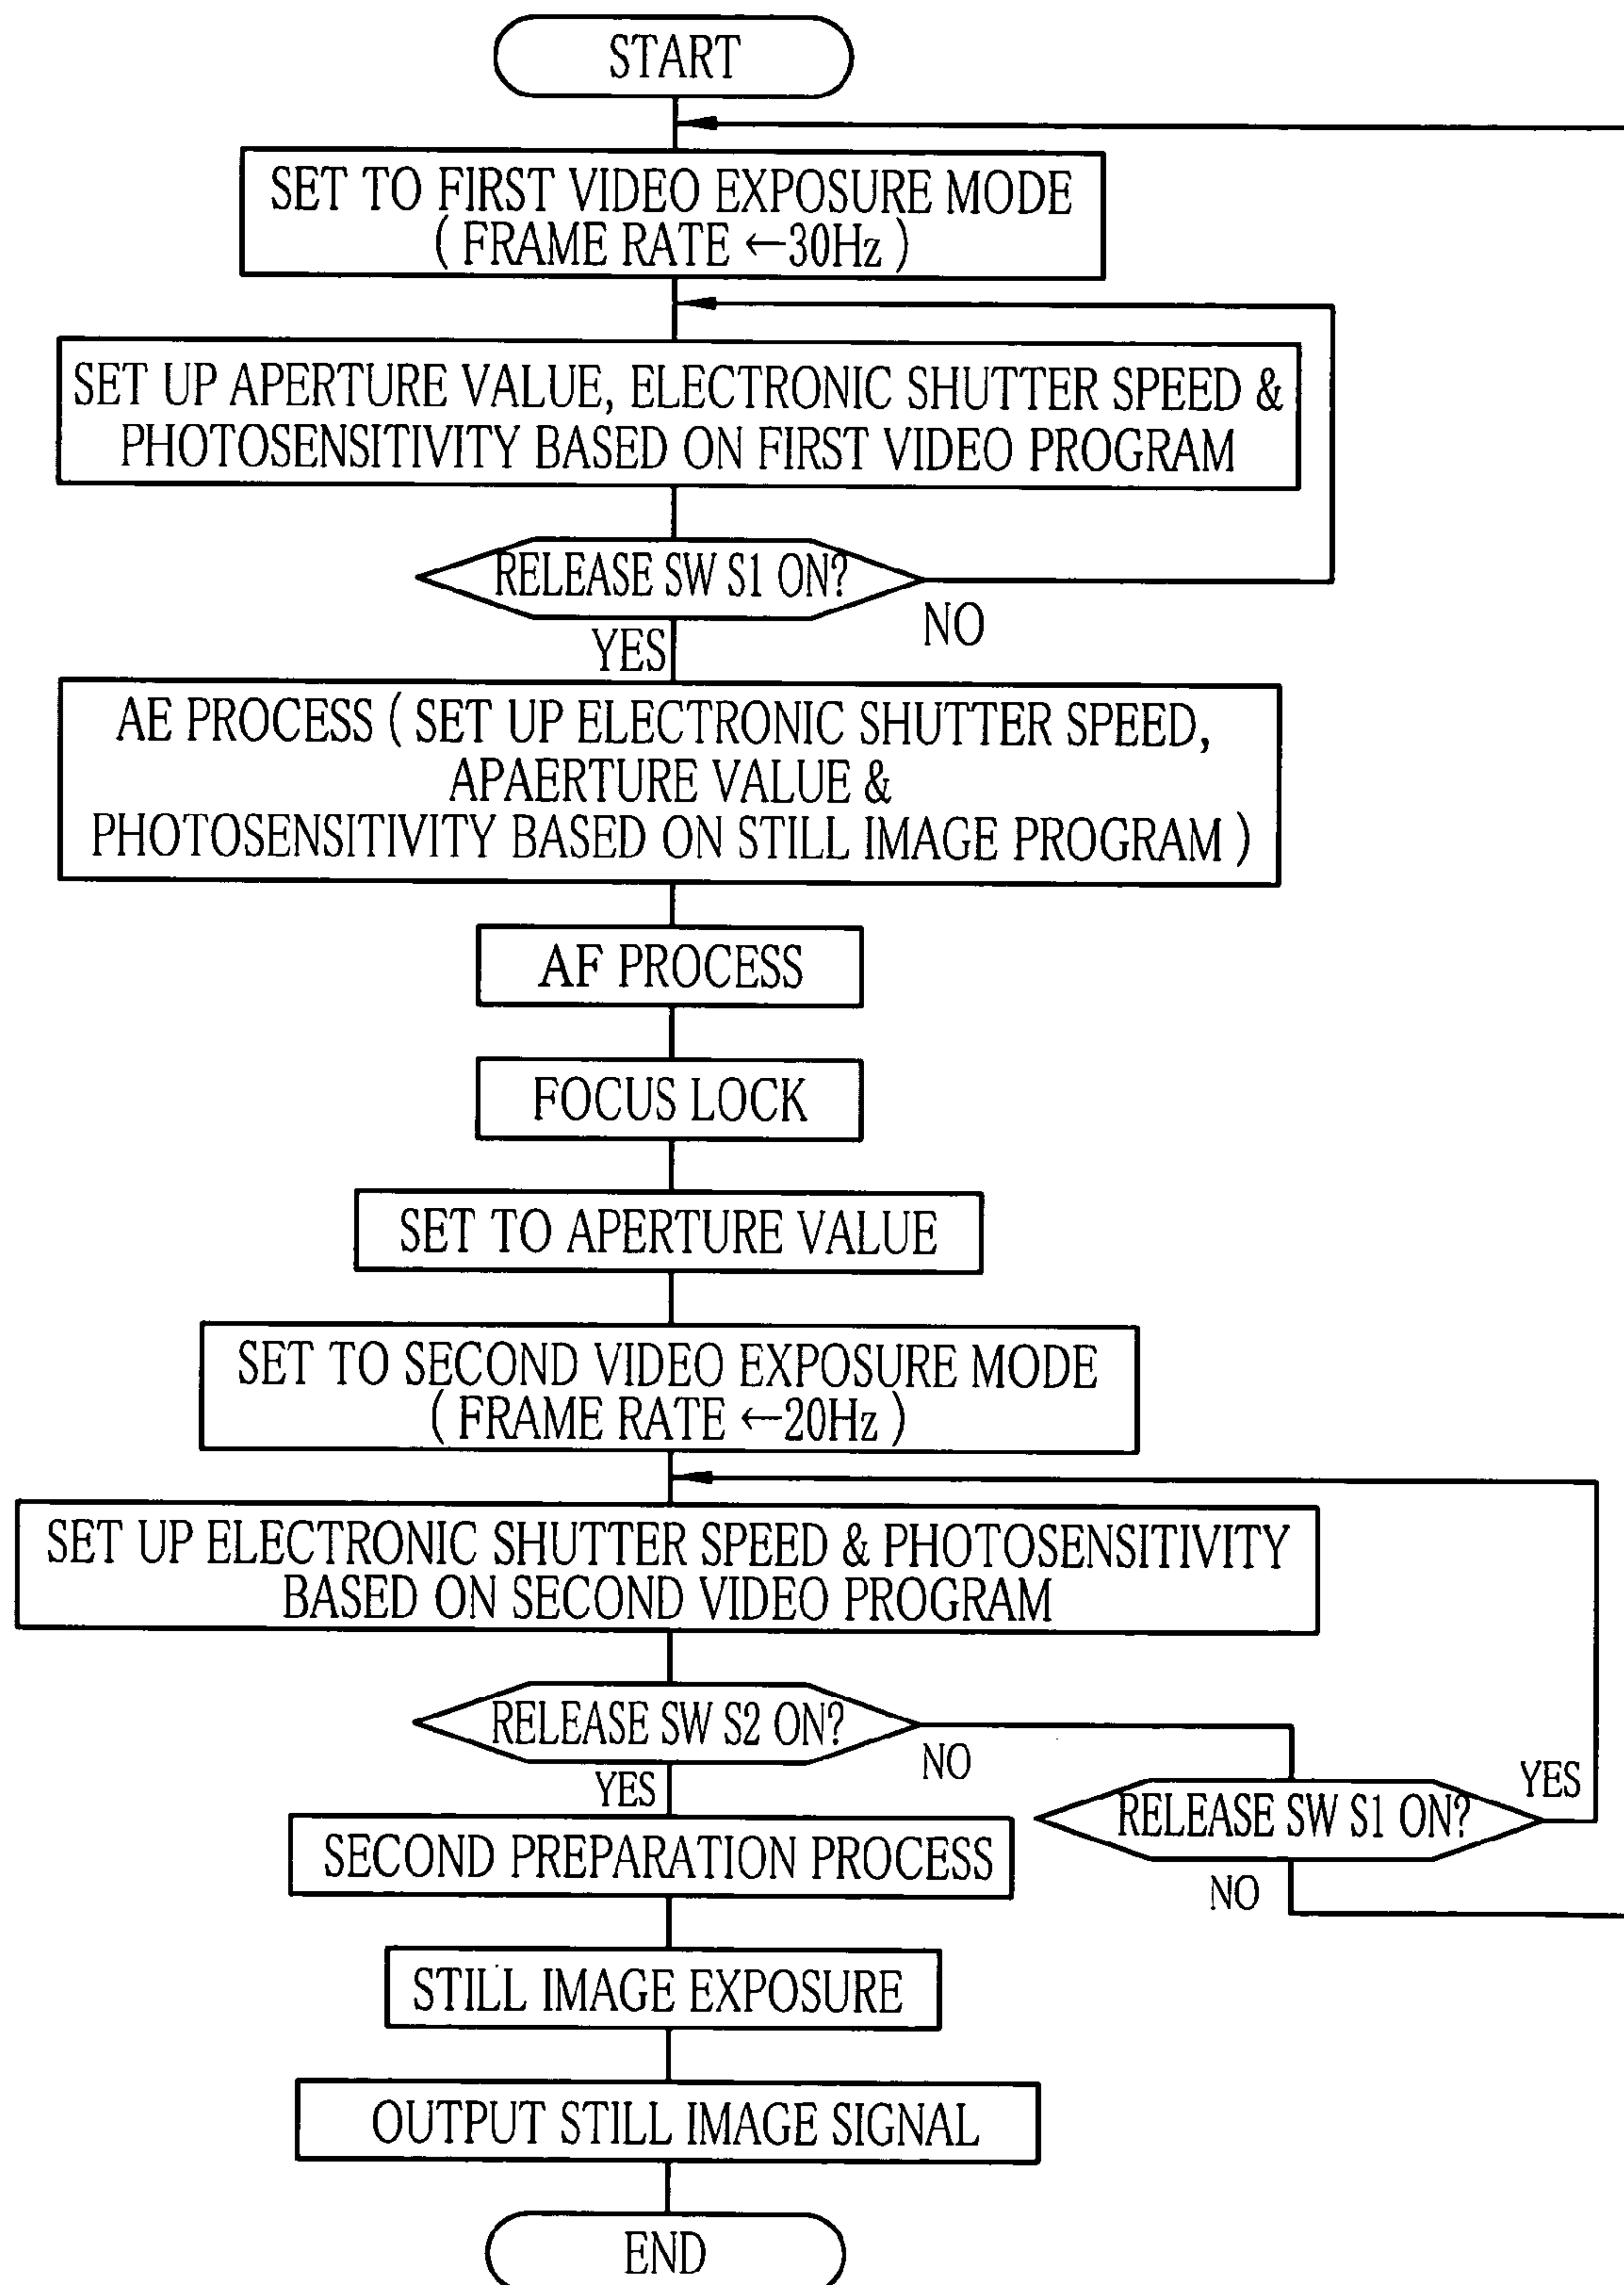 START
SET TO FIRST VIDEO EXPOSURE MODE
( FRAME RATE ←30Hz )
SET UP APERTURE VALUE, ELECTRONIC SHUTTER SPEED &
PHOTOSENSITIVITY BASED ON FIRST VIDEO PROGRAM
RELEASE SW S1 ON?
NO
YES
AE PROCESS ( SET UP ELECTRONIC SHUTTER SPEED,
APAERTURE VALUE &
PHOTOSENSITIVITY BASED ON STILL IMAGE PROGRAM )
AF PROCESS
FOCUS LOCK
SET TO APERTURE VALUE
SET TO SECOND VIDEO EXPOSURE MODE
( FRAME RATE ←20Hz )
SET UP ELECTRONIC SHUTTER SPEED & PHOTOSENSITIVITY
BASED ON SECOND VIDEO PROGRAM
RELEASE SW S2 ON?
NO
YES
RELEASE SW S1 ON?
YES
NO
SECOND PREPARATION PROCESS
STILL IMAGE EXPOSURE
OUTPUT STILL IMAGE SIGNAL
END